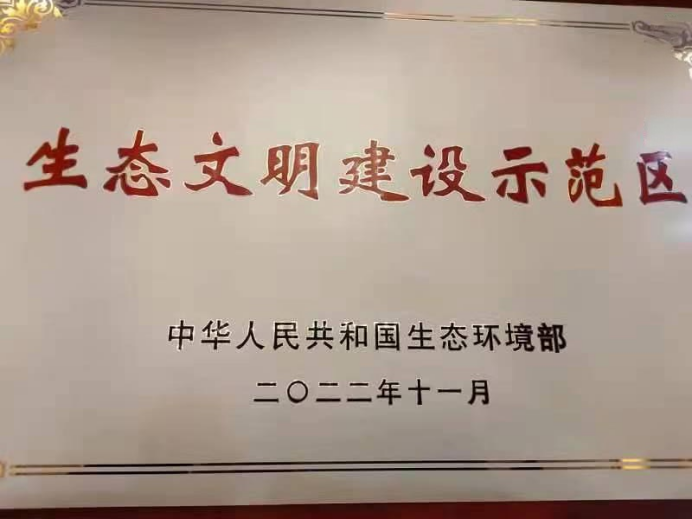 生态文明建设示范区
中华人民共和国生态环境部
二〇二二年十一月